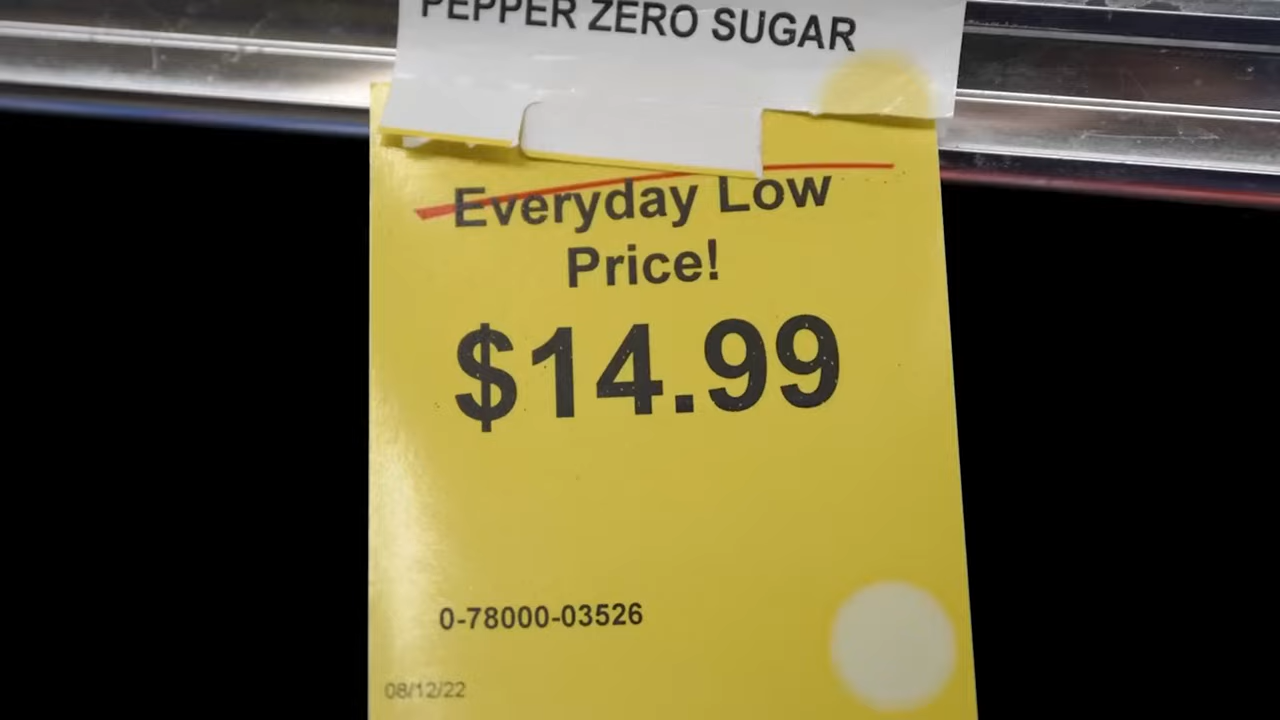 PEPPER ZERO SUGAR
Everyday Low
Price!
$14.99
0-78000-03526
08/12/22